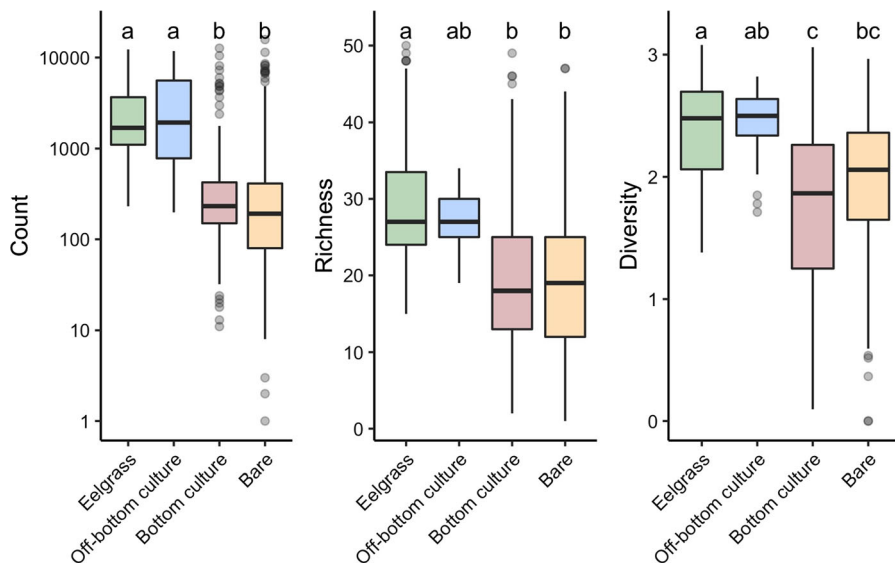 a a b b
Count
10000
1000
100
10
1
Eelgrass
Off-bottom culture
Bottom culture
Bare
a ab b b
Richness
50
40
30
20
10
0
Eelgrass
Off-bottom culture
Bottom culture
Bare
a ab c bc
Diversity
3
2
1
0
Eelgrass
Off-bottom culture
Bottom culture
Bare